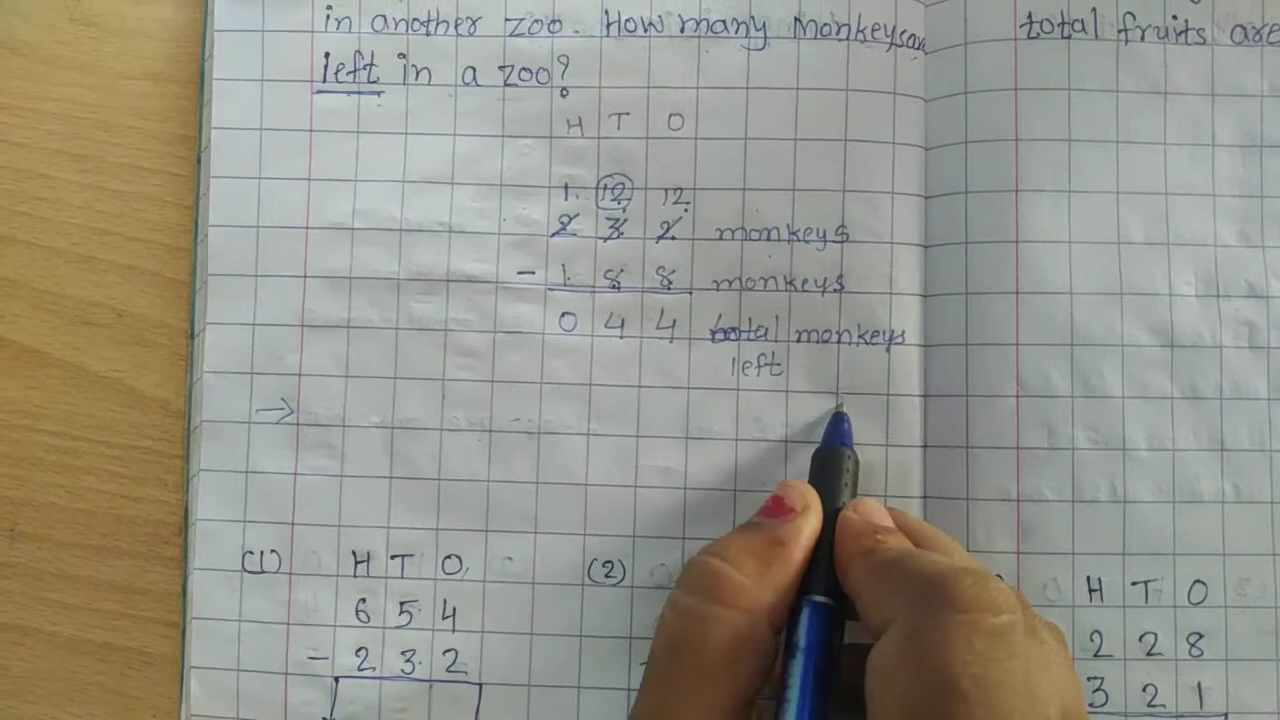 in another zoo. How many monkeys are
left in a zoo?
H T O
1 12 12
2 3 2 monkeys
- 1 8 8 monkeys
0 4 4 total monkeys
left
→
(1) H T O
6 5 4
- 2 3 2
(2)
total fruits are
H T O
2 2 8
3 2 1